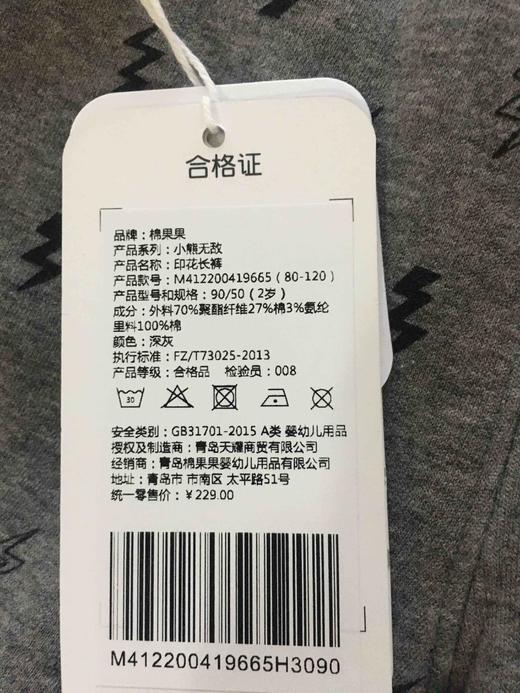 合格证
品牌：棉果果
产品系列：小熊无敌
产品名称：印花长裤
产品款号：M412200419665（80-120）
产品型号和规格：90/50（2岁）
成分：外料70%聚酯纤维27%棉3%氨纶
里料100%棉
颜色：深灰
执行标准：FZ/T73025-2013
产品等级：合格品 检验员：008
30
安全类别：GB31701-2015 A类 婴幼儿用品
授权及制造商：青岛天耀商贸有限公司
经销商：青岛棉果果婴幼儿用品有限公司
地址：青岛市 市南区 太平路51号
统一零售价：￥229.00
M412200419665H3090